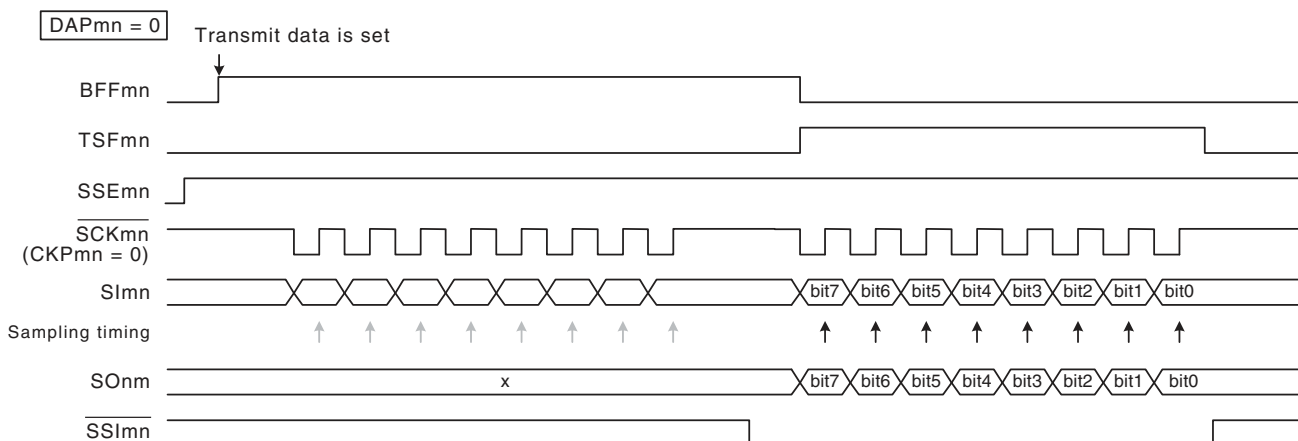 DAPmn = 0
Transmit data is set
BFFmn
TSFmn
SSEmn
SCKmn
(CKPmn = 0)
SImn
bit7 bit6 bit5 bit4 bit3 bit2 bit1 bit0
Sampling timing
SOnm
x
bit7 bit6 bit5 bit4 bit3 bit2 bit1 bit0
SSImn